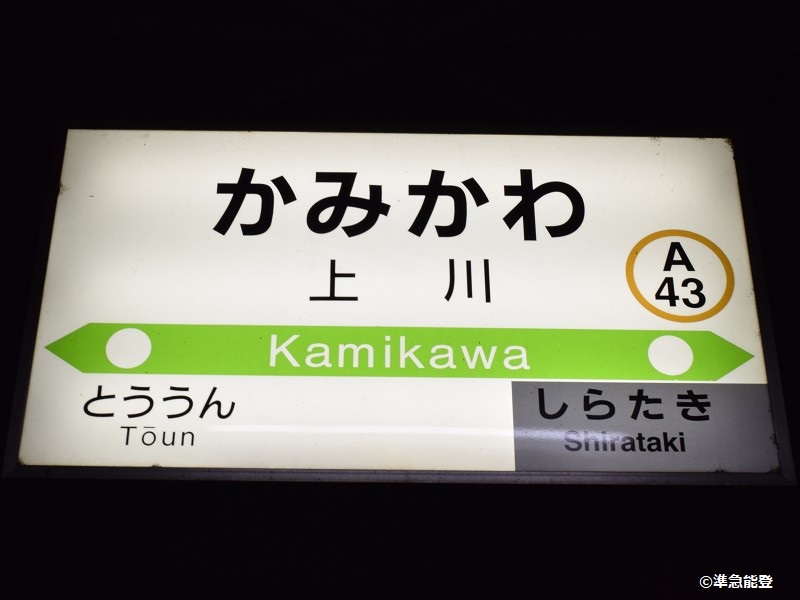 かみかわ
上川
A
43
Kamikawa
とううん
Tōun
しらたき
Shirataki
©準急能登